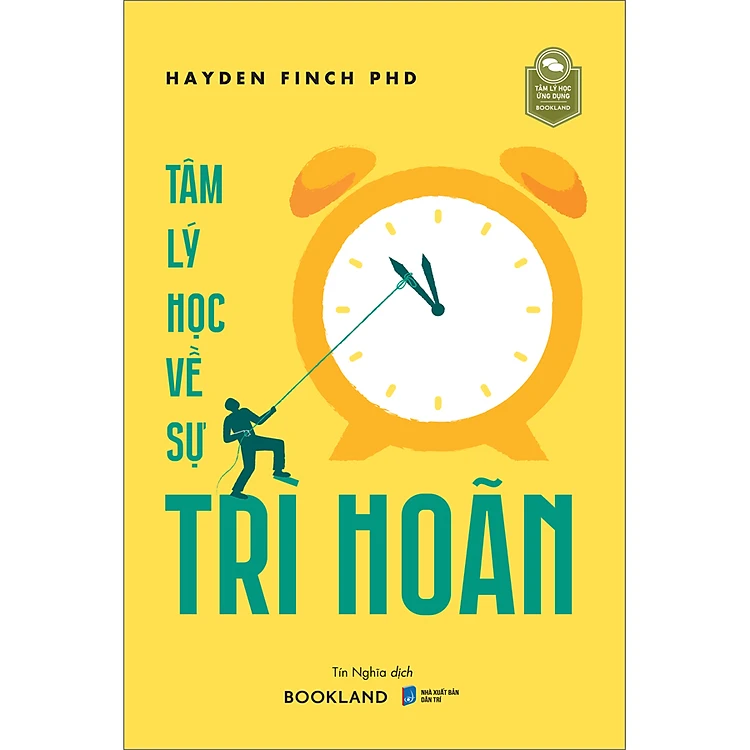 HAYDEN FINCH PHD
TÂM LÝ HỌC
ỨNG DỤNG
BOOKLAND
TÂM
LÝ
HỌC
VỀ
SỰ
TRI HOÃN
Tín Nghĩa dịch
BOOKLAND
NHÀ XUẤT BẢN
DÂN TRÍ